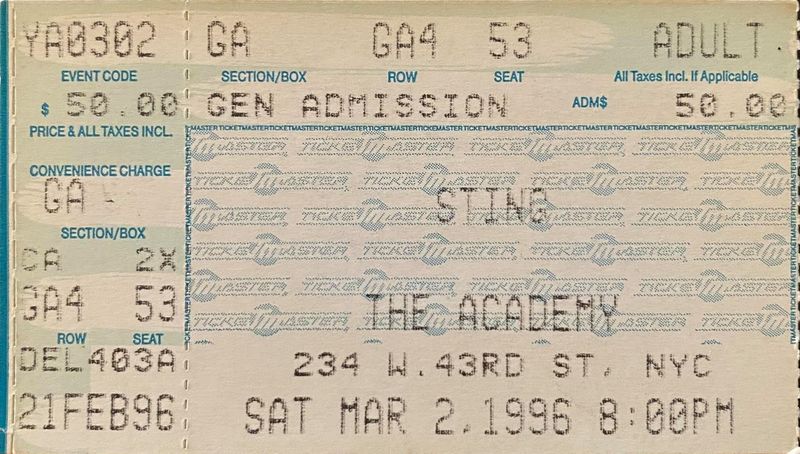 YA0302 GA GA4 53 ADULT
EVENT CODE SECTION/BOX ROW SEAT All Taxes Incl. If Applicable
$ 50.00 GEN ADMISSION ADM$ 50.00
PRICE & ALL TAXES INCL.
CONVENIENCE CHARGE
GA
STING
SECTION/BOX
CA 2X
GA4 53 THE ACADEMY
ROW SEAT
DEL403A 234 W.43RD ST, NYC
21FEB96 SAT MAR 2,1996 8:00PM
TICKETMASTER